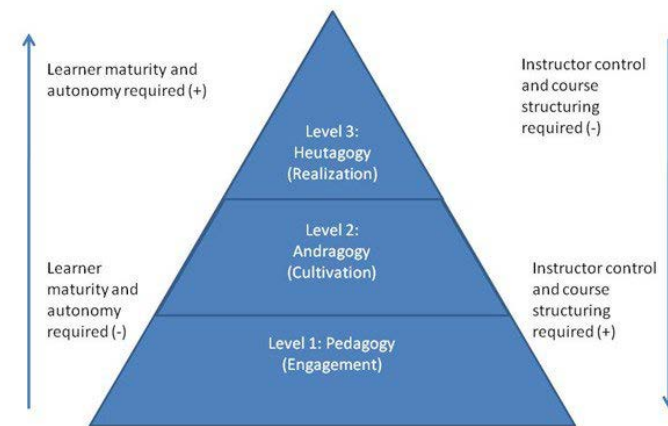 Learner maturity and
autonomy required (+)
Instructor control
and course
structuring
required (-)
Level 3:
Heutagogy
(Realization)
Level 2:
Andragogy
(Cultivation)
Learner
maturity and
autonomy
required (-)
Instructor control
and course
structuring
required (+)
Level 1: Pedagogy
(Engagement)